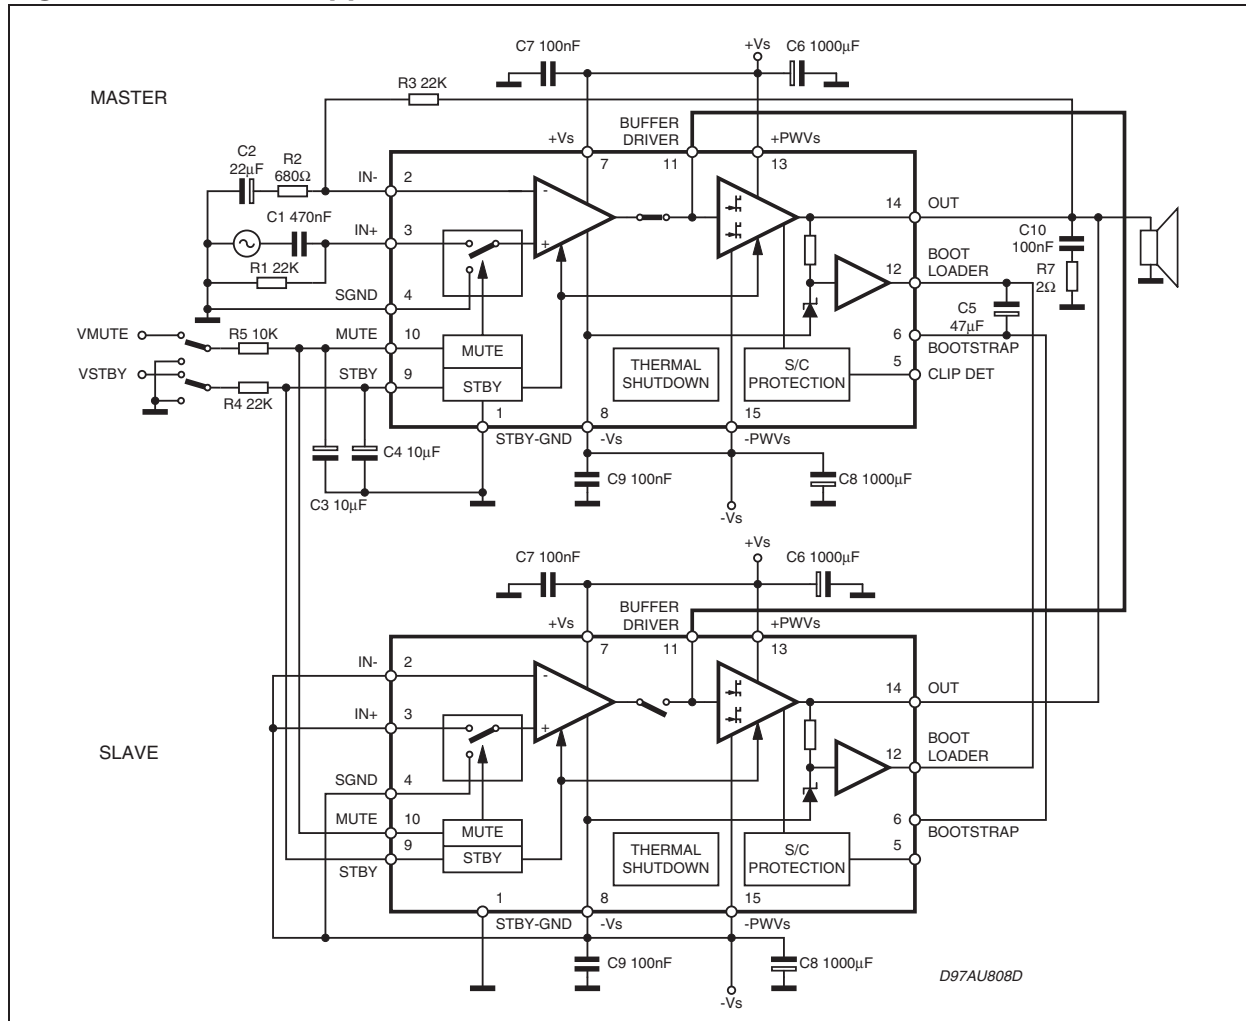 C7 100nF
+Vs
C6 1000µF
R3 22K
MASTER
BUFFER
DRIVER
+Vs
+PWVs
7
11
13
C2
22µF
R2
680Ω
IN-
2
-
14
OUT
C1 470nF
IN+
3
+
C10
100nF
R1 22K
BOOT
LOADER
12
R7
2Ω
SGND
4
C5
47µF
VMUTE
R5 10K
MUTE
10
MUTE
6
BOOTSTRAP
THERMAL
SHUTDOWN
S/C
PROTECTION
5
CLIP DET
VSTBY
R4 22K
STBY
9
STBY
1
8
15
STBY-GND
-Vs
-PWVs
C4 10µF
C3 10µF
C9 100nF
C8 1000µF
-Vs
+Vs
C7 100nF
C6 1000µF
BUFFER
DRIVER
+Vs
+PWVs
7
11
13
IN-
2
-
14
OUT
IN+
3
+
SLAVE
BOOT
LOADER
12
SGND
4
MUTE
10
MUTE
6
BOOTSTRAP
9
STBY
STBY
THERMAL
SHUTDOWN
S/C
PROTECTION
5
1
8
15
STBY-GND
-Vs
-PWVs
C9 100nF
C8 1000µF
D97AU808D
-Vs